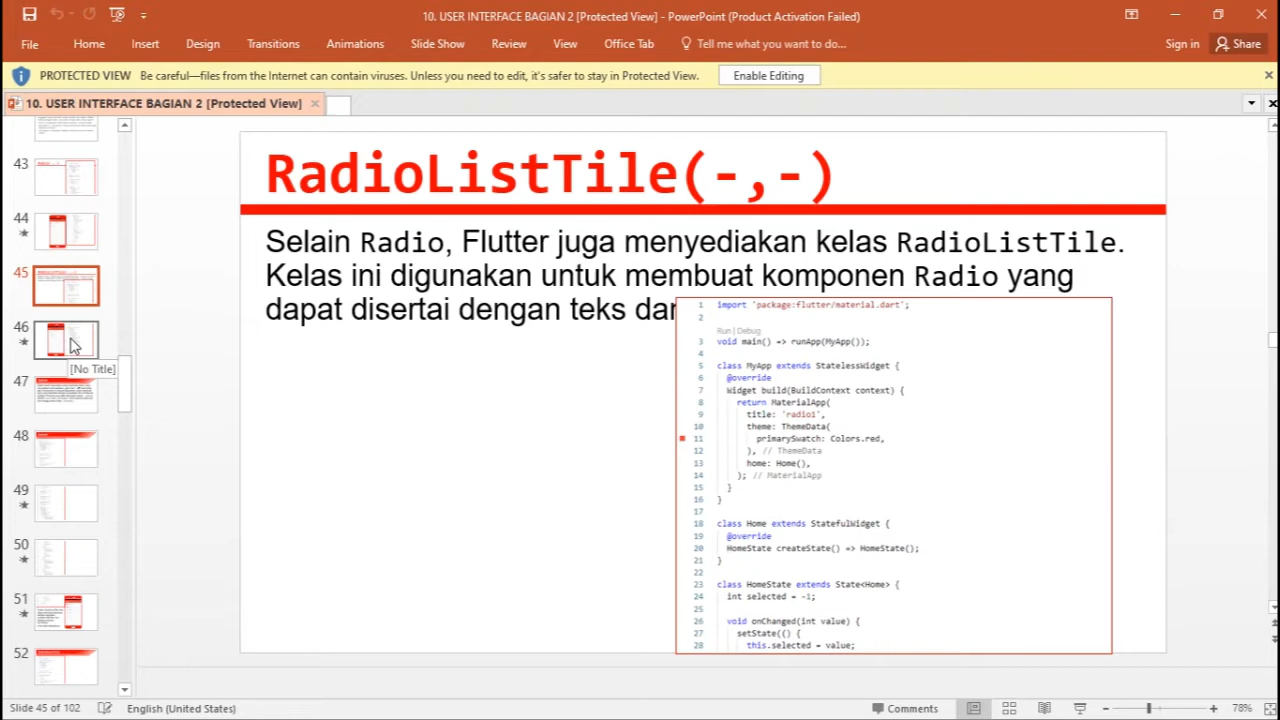 10. USER INTERFACE BAGIAN 2 [Protected View] - PowerPoint (Product Activation Failed)
File Home Insert Design Transitions Animations Slide Show Review View Office Tab Tell me what you want to do... Sign in Share
PROTECTED VIEW Be careful—files from the Internet can contain viruses. Unless you need to edit, it's safer to stay in Protected View. Enable Editing
10. USER INTERFACE BAGIAN 2 [Protected View]
43
44
45
46
[No Title]
47
48
49
50
51
52
RadioListTile(-,-)
Selain Radio, Flutter juga menyediakan kelas RadioListTile.
Kelas ini digunakan untuk membuat komponen Radio yang
dapat disertai dengan teks dar
1 import 'package:flutter/material.dart';
2
Run | Debug
3 void main() => runApp(MyApp());
4
5 class MyApp extends StatelessWidget {
6 @override
7 Widget build(BuildContext context) {
8 return MaterialApp(
9 title: 'radio1',
10 theme: ThemeData(
11 primarySwatch: Colors.red,
12 ), // ThemeData
13 home: Home(),
14 ); // MaterialApp
15 }
16 }
17
18 class Home extends StatefulWidget {
19 @override
20 HomeState createState() => HomeState();
21 }
22
23 class HomeState extends State<Home> {
24 int selected = -1;
25
26 void onChanged(int value) {
27 setState(() {
28 this.selected = value;
Slide 45 of 102 English (United States) Comments 78%